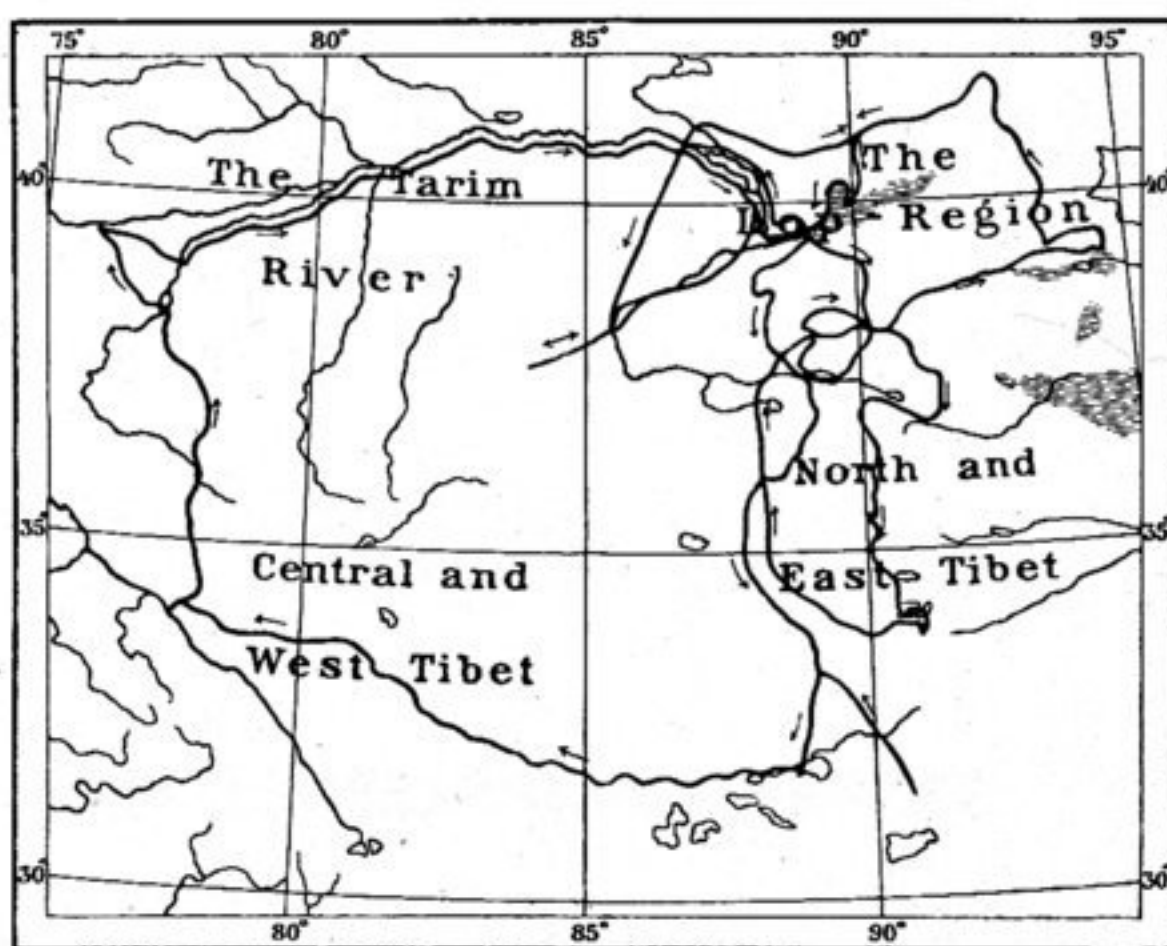 75° 80° 85° 90° 95°
The Tarim
River
The
Lop-Region
40° 40°
North and
East Tibet
35° 35°
Central and
West Tibet
30° 30°
80° 85° 90°